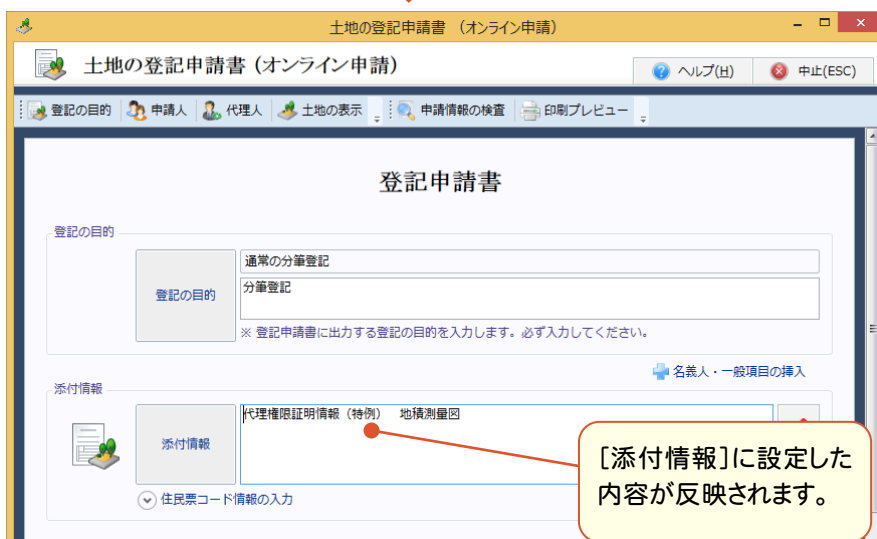 土地の登記申請書 （オンライン申請）
土地の登記申請書（オンライン申請）
ヘルプ(H)
中止(ESC)
登記の目的 申請人 代理人 土地の表示 申請情報の検査 印刷プレビュー
登記申請書
登記の目的
通常の分筆登記
登記の目的
分筆登記
※ 登記申請書に出力する登記の目的を入力します。必ず入力してください。
名義人・一般項目の挿入
添付情報
代理権限証明情報（特例） 地積測量図
添付情報
［添付情報］に設定した
内容が反映されます。
住民票コード情報の入力